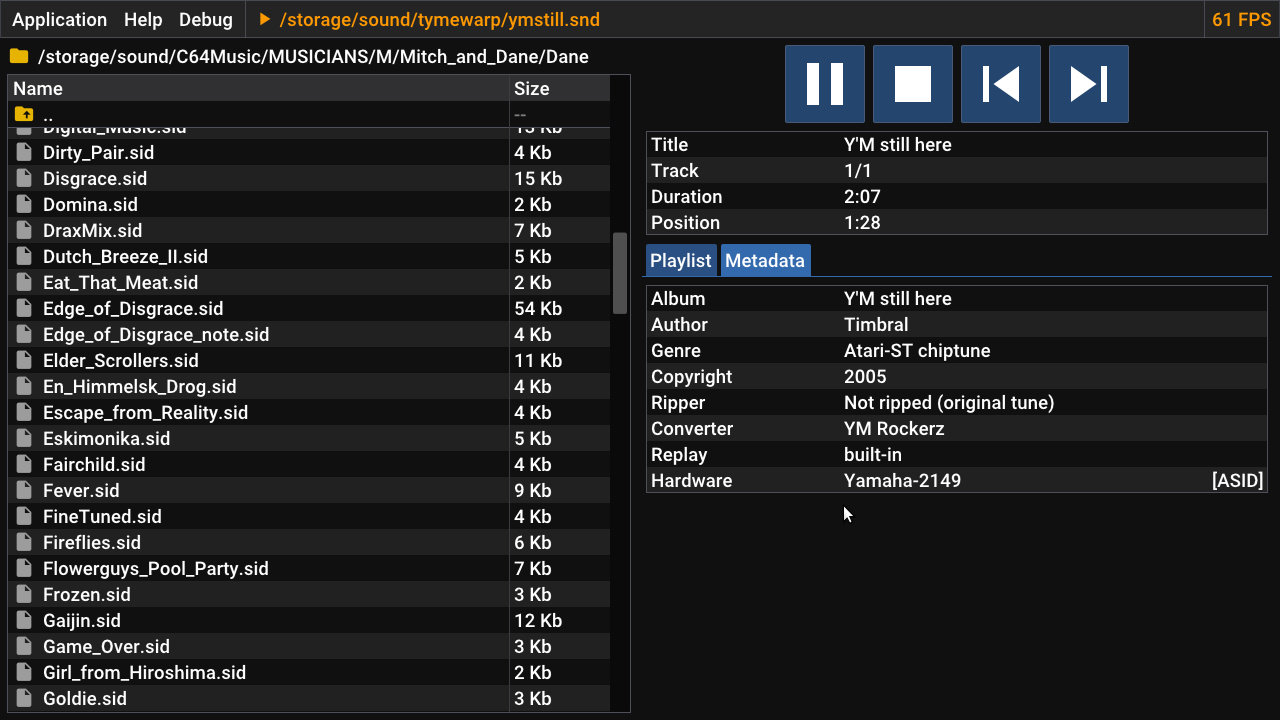 Application Help Debug /storage/sound/tymewarp/ymstill.snd 61 FPS
/storage/sound/C64Music/MUSICIANS/M/Mitch_and_Dane/Dane
Name Size
.. --
Digital_Music.sid 13 Kb
Dirty_Pair.sid 4 Kb
Disgrace.sid 15 Kb
Domina.sid 2 Kb
DraxMix.sid 7 Kb
Dutch_Breeze_II.sid 5 Kb
Eat_That_Meat.sid 2 Kb
Edge_of_Disgrace.sid 54 Kb
Edge_of_Disgrace_note.sid 4 Kb
Elder_Scrollers.sid 11 Kb
En_Himmelsk_Drog.sid 4 Kb
Escape_from_Reality.sid 4 Kb
Eskimonika.sid 5 Kb
Fairchild.sid 4 Kb
Fever.sid 9 Kb
FineTuned.sid 4 Kb
Fireflies.sid 6 Kb
Flowerguys_Pool_Party.sid 7 Kb
Frozen.sid 3 Kb
Gaijin.sid 12 Kb
Game_Over.sid 3 Kb
Girl_from_Hiroshima.sid 2 Kb
Goldie.sid 3 Kb
Title Y'M still here
Track 1/1
Duration 2:07
Position 1:28
Playlist Metadata
Album Y'M still here
Author Timbral
Genre Atari-ST chiptune
Copyright 2005
Ripper Not ripped (original tune)
Converter YM Rockerz
Replay built-in
Hardware Yamaha-2149 [ASID]